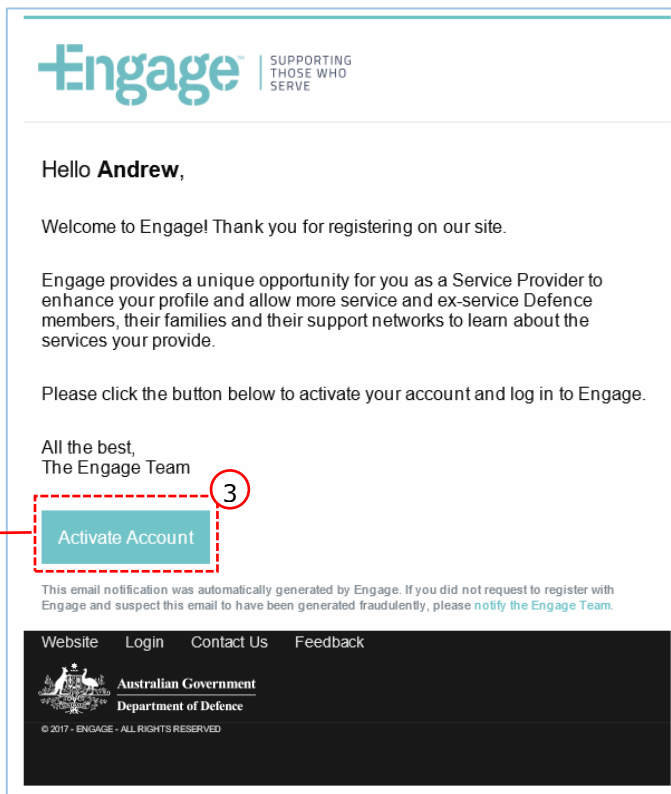 Engage™ SUPPORTING
THOSE WHO
SERVE
Hello Andrew,
Welcome to Engage! Thank you for registering on our site.
Engage provides a unique opportunity for you as a Service Provider to
enhance your profile and allow more service and ex-service Defence
members, their families and their support networks to learn about the
services your provide.
Please click the button below to activate your account and log in to Engage.
All the best,
The Engage Team
3
Activate Account
This email notification was automatically generated by Engage. If you did not request to register with
Engage and suspect this email to have been generated fraudulently, please notify the Engage Team.
Website Login Contact Us Feedback
Australian Government
Department of Defence
© 2017 - ENGAGE - ALL RIGHTS RESERVED